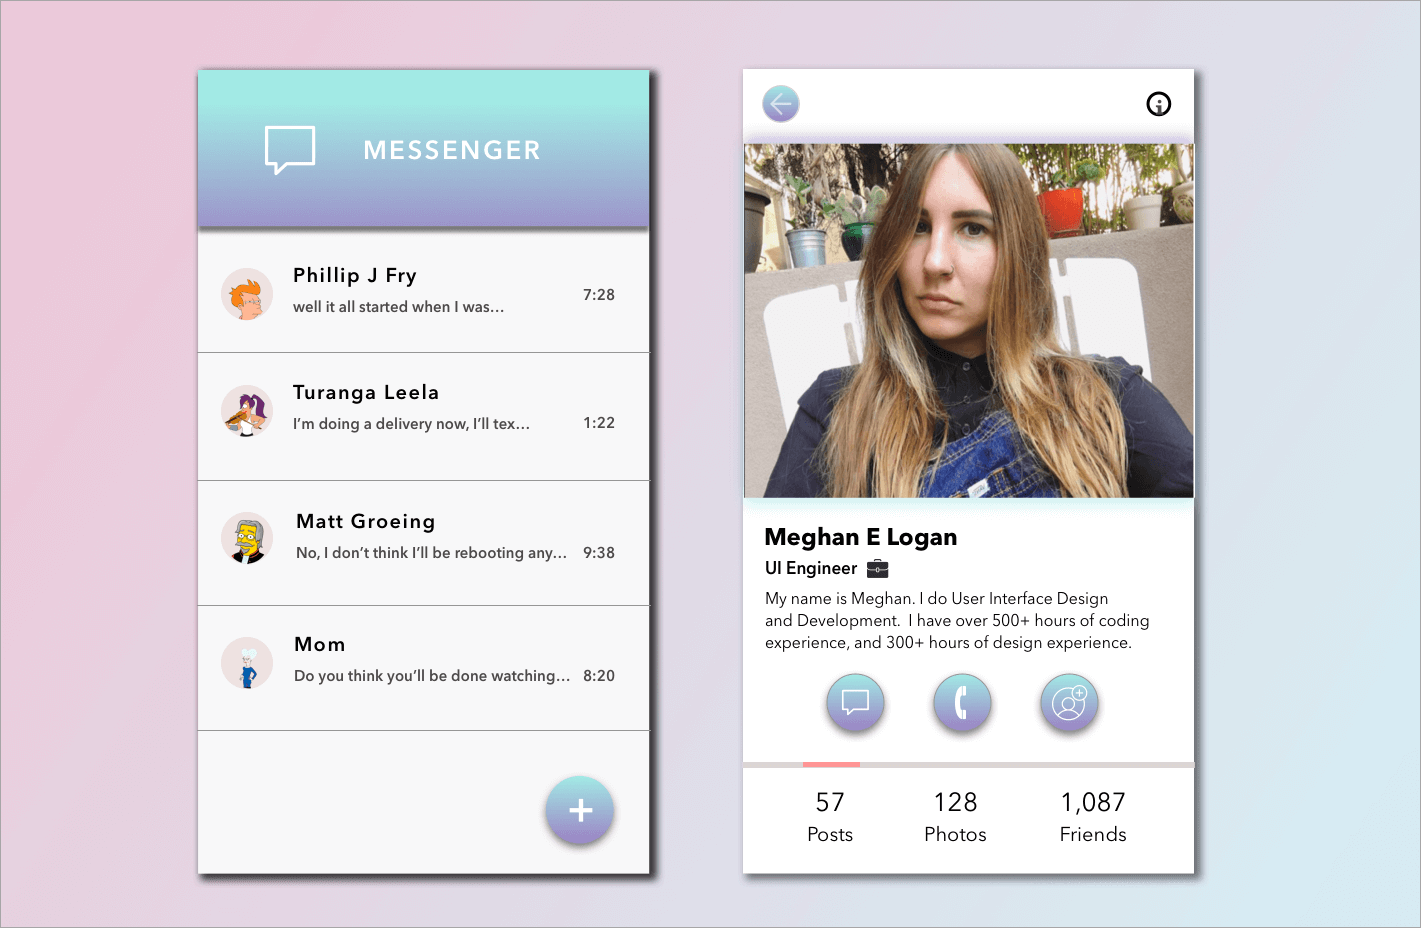 MESSENGER
Phillip J Fry
well it all started when I was...
7:28
Turanga Leela
I'm doing a delivery now, I'll tex...
1:22
Matt Groeing
No, I don't think I'll be rebooting any...
9:38
Mom
Do you think you'll be done watching...
8:20
+
Meghan E Logan
UI Engineer
My name is Meghan. I do User Interface Design
and Development.  I have over 500+ hours of coding
experience, and 300+ hours of design experience.
57
Posts
128
Photos
1,087
Friends